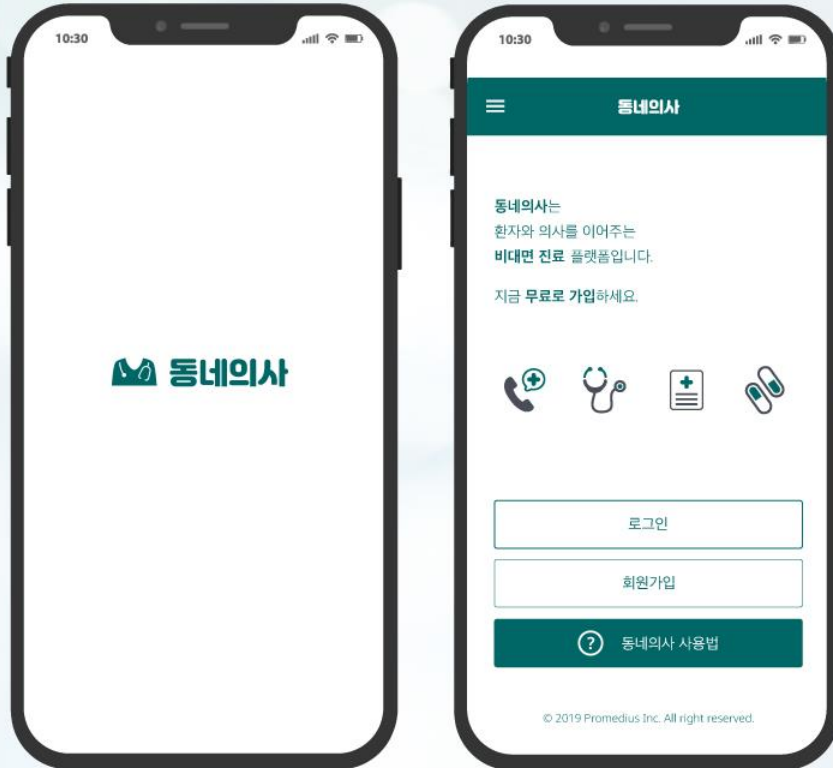 10:30
동네의사
10:30
동네의사
동네의사는
환자와 의사를 이어주는
비대면 진료 플랫폼입니다.
지금 무료로 가입하세요.
로그인
회원가입
? 동네의사 사용법
© 2019 Promedius Inc. All right reserved.